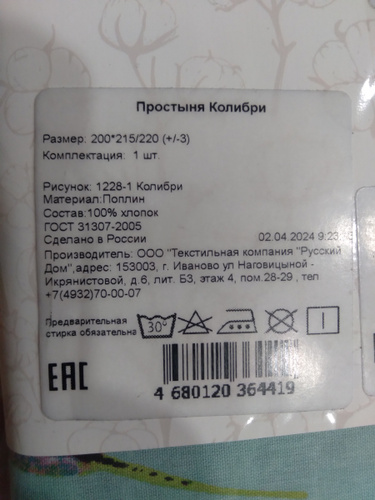 Простыня Колибри
Размер: 200*215/220 (+/-3)
Комплектация: 1 шт.
Рисунок: 1228-1 Колибри
Материал:Поплин
Состав:100% хлопок
ГОСТ 31307-2005
Сделано в России 02.04.2024 9:23
Производитель: ООО "Текстильная компания "Русский
Дом",адрес: 153003, г. Иваново ул Наговицыной -
Икрянистовой, д.6, лит. Б3, этаж 4, пом.28-29 , тел
+7(4932)70-00-07
Предварительная
стирка обязательна
30°
EAC
4 680120 364419